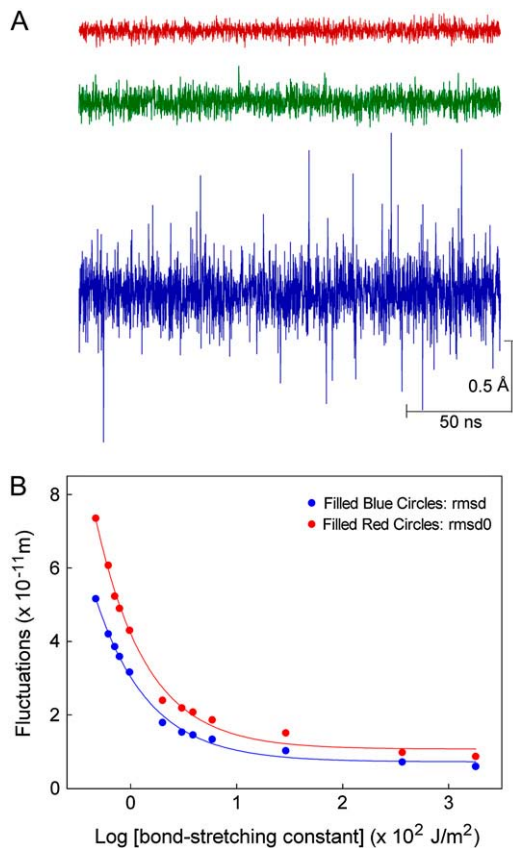 A
0.5 Å
50 ns
B
8
6
4
2
0
Fluctuations (x 10-11m)
Filled Blue Circles: rmsd
Filled Red Circles: rmsd0
0 1 2 3
Log [bond-stretching constant] (x 10² J/m²)